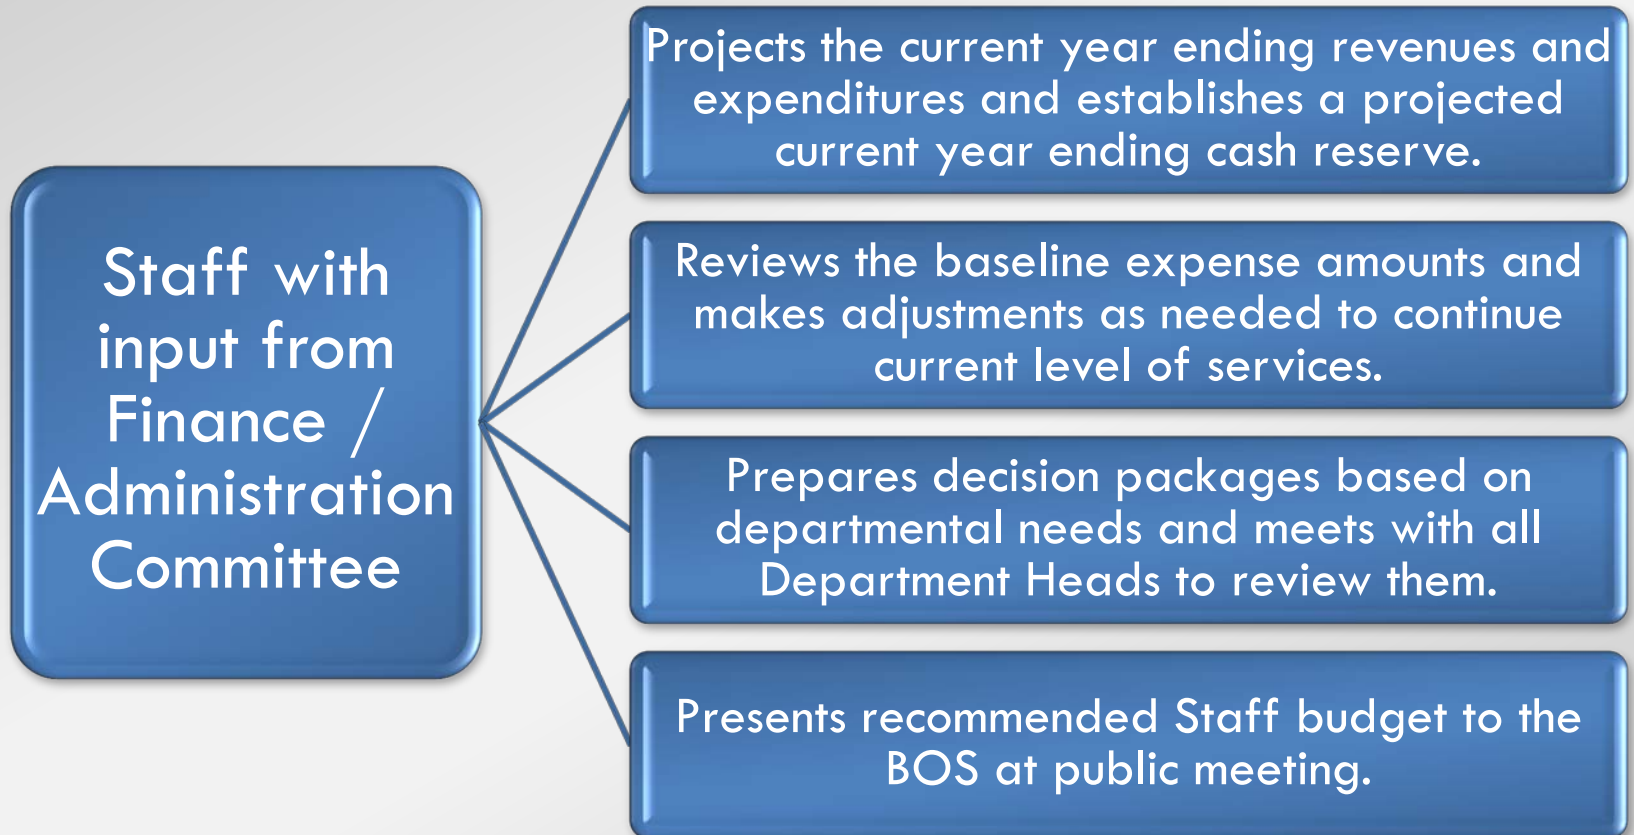 Staff with
input from
Finance /
Administration
Committee
Projects the current year ending revenues and
expenditures and establishes a projected
current year ending cash reserve.
Reviews the baseline expense amounts and
makes adjustments as needed to continue
current level of services.
Prepares decision packages based on
departmental needs and meets with all
Department Heads to review them.
Presents recommended Staff budget to the
BOS at public meeting.